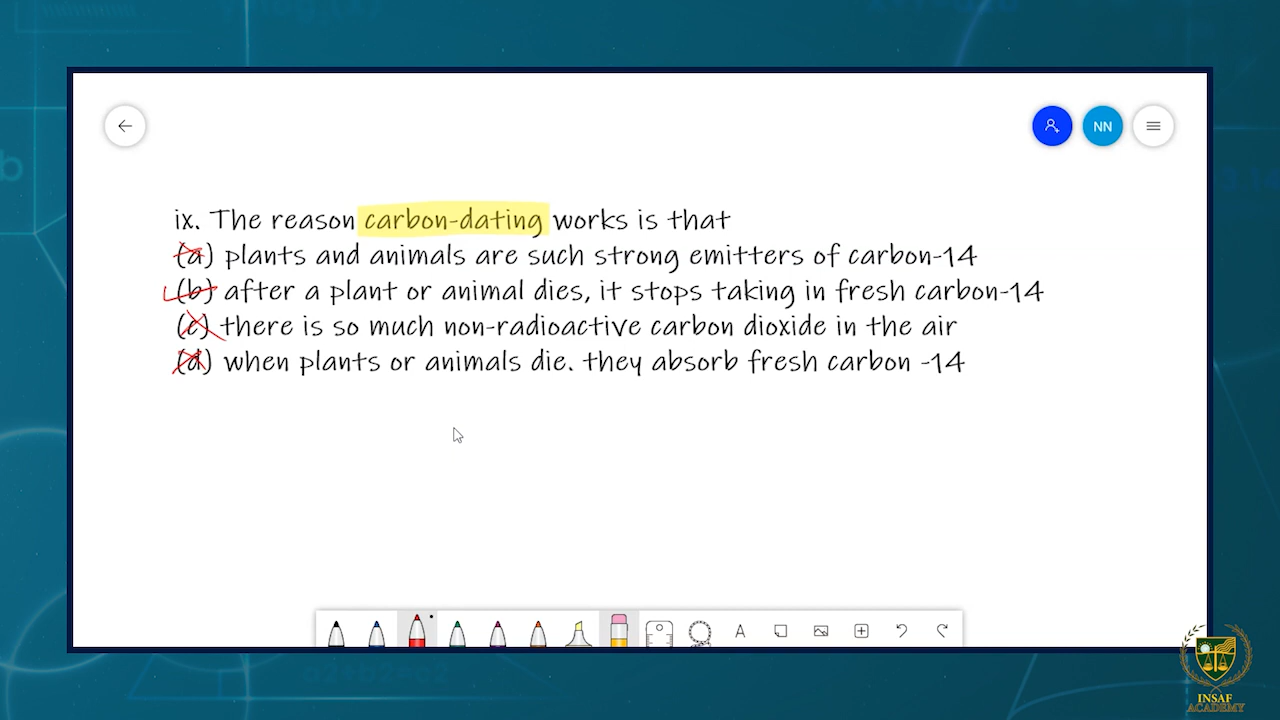 NN
ix. The reason carbon-dating works is that
(a) plants and animals are such strong emitters of carbon-14
(b) after a plant or animal dies, it stops taking in fresh carbon-14
(c) there is so much non-radioactive carbon dioxide in the air
(d) when plants or animals die. they absorb fresh carbon -14
A
INSAF
ACADEMY